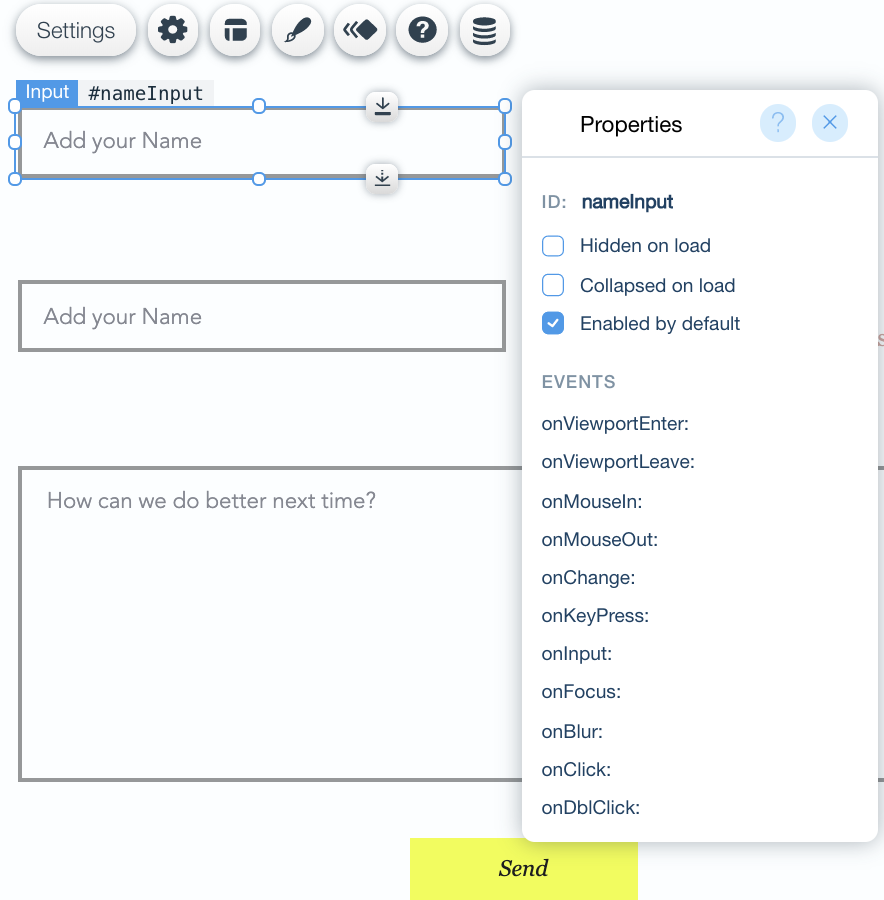 Settings
?
Input #nameInput
Add your Name
Add your Name
How can we do better next time?
Send
Properties
?
ID: nameInput
Hidden on load
Collapsed on load
Enabled by default
EVENTS
onViewportEnter:
onViewportLeave:
onMouseIn:
onMouseOut:
onChange:
onKeyPress:
onInput:
onFocus:
onBlur:
onClick:
onDblClick: